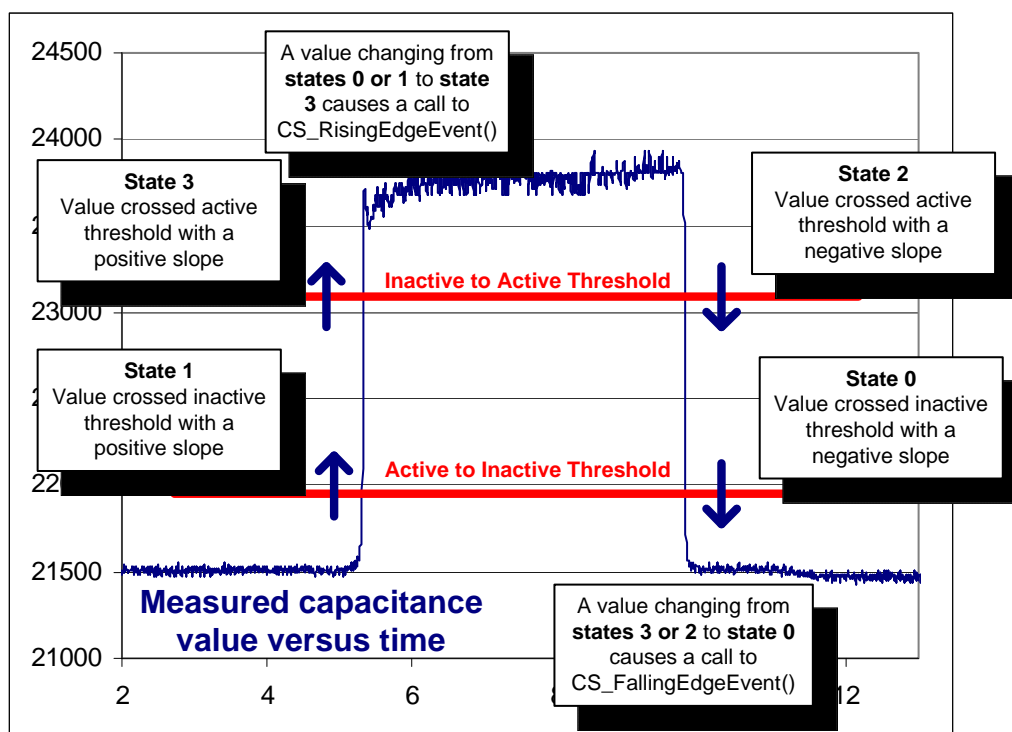 24500
A value changing from
states 0 or 1 to state
3 causes a call to
CS_RisingEdgeEvent()
24000
State 3
Value crossed active
threshold with a
positive slope
State 2
Value crossed active
threshold with a
negative slope
Inactive to Active Threshold
23000
State 1
Value crossed inactive
threshold with a
positive slope
State 0
Value crossed inactive
threshold with a
negative slope
Active to Inactive Threshold
21500
Measured capacitance
value versus time
A value changing from
states 3 or 2 to state 0
causes a call to
CS_FallingEdgeEvent()
21000
2 4 6 12